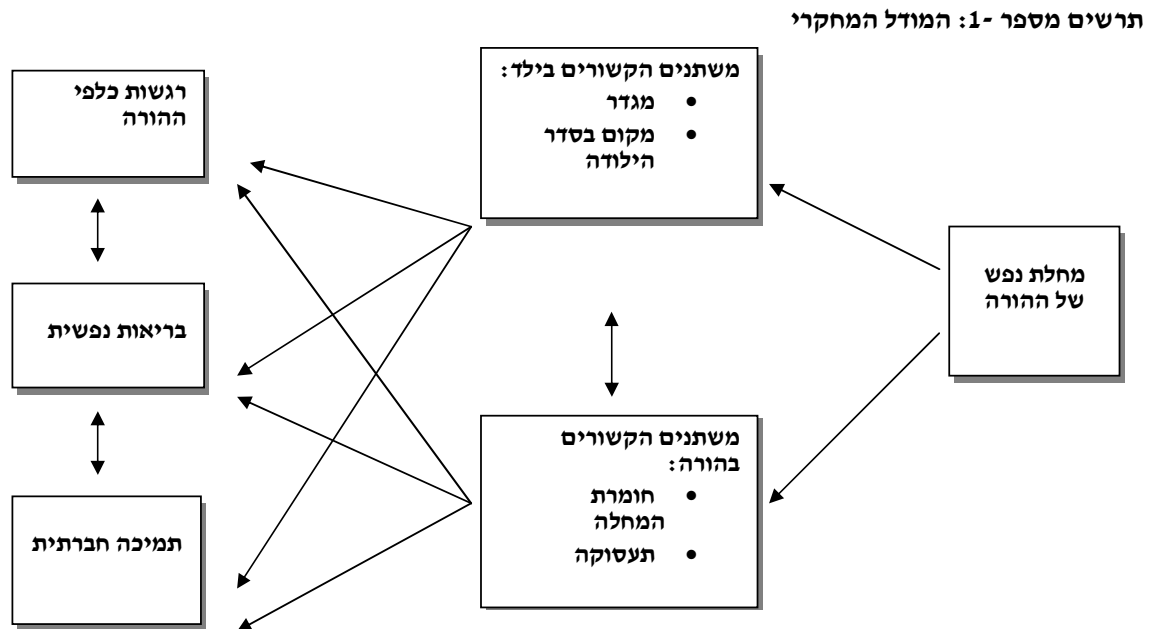 תרשים מספר -1: המודל המחקרי
מחלת נפש
של ההורה
משתנים הקשורים בילד:
• מגדר
• מקום בסדר
הילודה
משתנים הקשורים
בהורה:
• חומרת
המחלה
• תעסוקה
רגשות כלפי
ההורה
בריאות נפשית
תמיכה חברתית